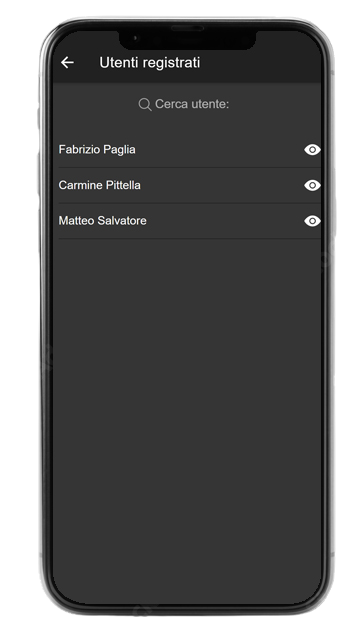 Utenti registrati
Cerca utente:
Fabrizio Paglia
Carmine Pittella
Matteo Salvatore